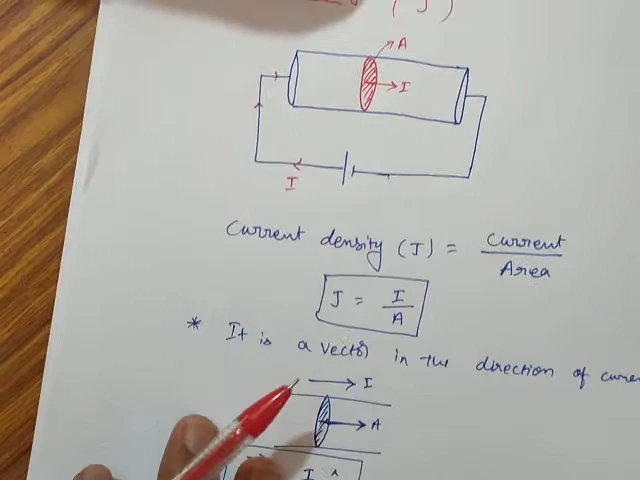 (J)
A
I
I
Current density (J) = Current / Area
J = I / A
* It is a vector in the direction of
I
A
I A